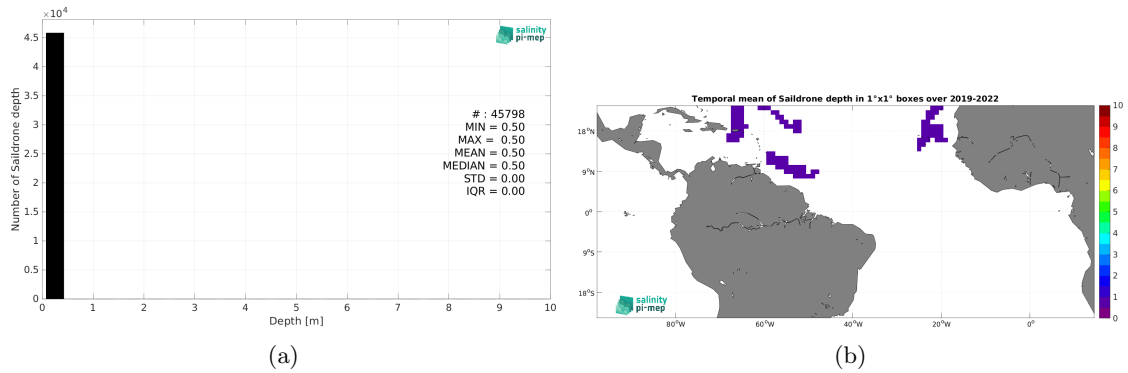 ×10⁴
4.5
4
3.5
3
2.5
2
1.5
1
0.5
0
Number of Saildrone depth
0 1 2 3 4 5 6 7 8 9 10
Depth [m]
salinity
pi-mep
# : 45798
MIN = 0.50
MAX = 0.50
MEAN = 0.50
MEDIAN = 0.50
STD = 0.00
IQR = 0.00
(a)
Temporal mean of Saildrone depth in 1°x1° boxes over 2019-2022
18°N
9°N
0°
9°S
18°S
80°W 60°W 40°W 20°W 0°
salinity
pi-mep
10
9
8
7
6
5
4
3
2
1
0
(b)